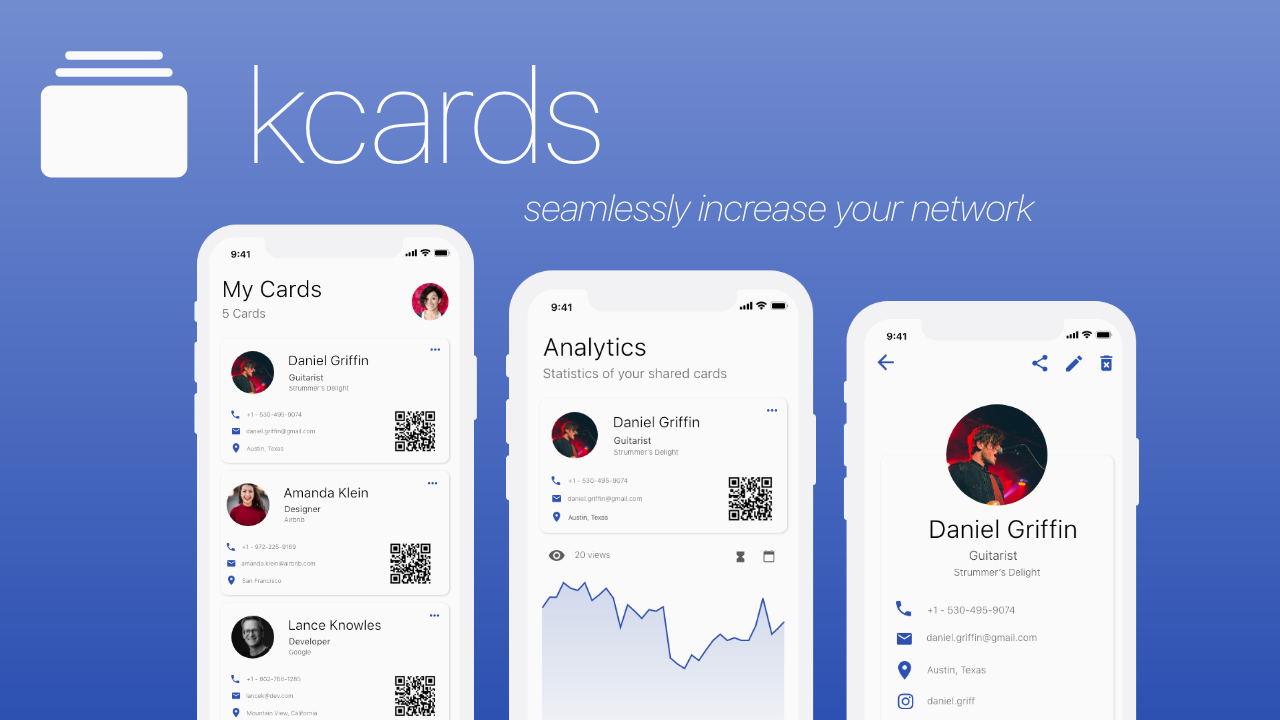 kcards
seamlessly increase your network
9:41
My Cards
5 Cards
Daniel Griffin
Guitarist
Strummer's Delight
+1 - 530-495-9074
daniel.griffin@gmail.com
Austin, Texas
Amanda Klein
Designer
Airbnb
+1 - 972-225-9169
amanda.klein@airbnb.com
San Francisco
Lance Knowles
Developer
Google
+1 - 802-708-1285
lancek@dev.com
Mountain View, California
9:41
Analytics
Statistics of your shared cards
Daniel Griffin
Guitarist
Strummer's Delight
+1 - 530-495-9074
daniel.griffin@gmail.com
Austin, Texas
20 views
9:41
Daniel Griffin
Guitarist
Strummer's Delight
+1 - 530-495-9074
daniel.griffin@gmail.com
Austin, Texas
daniel.griff